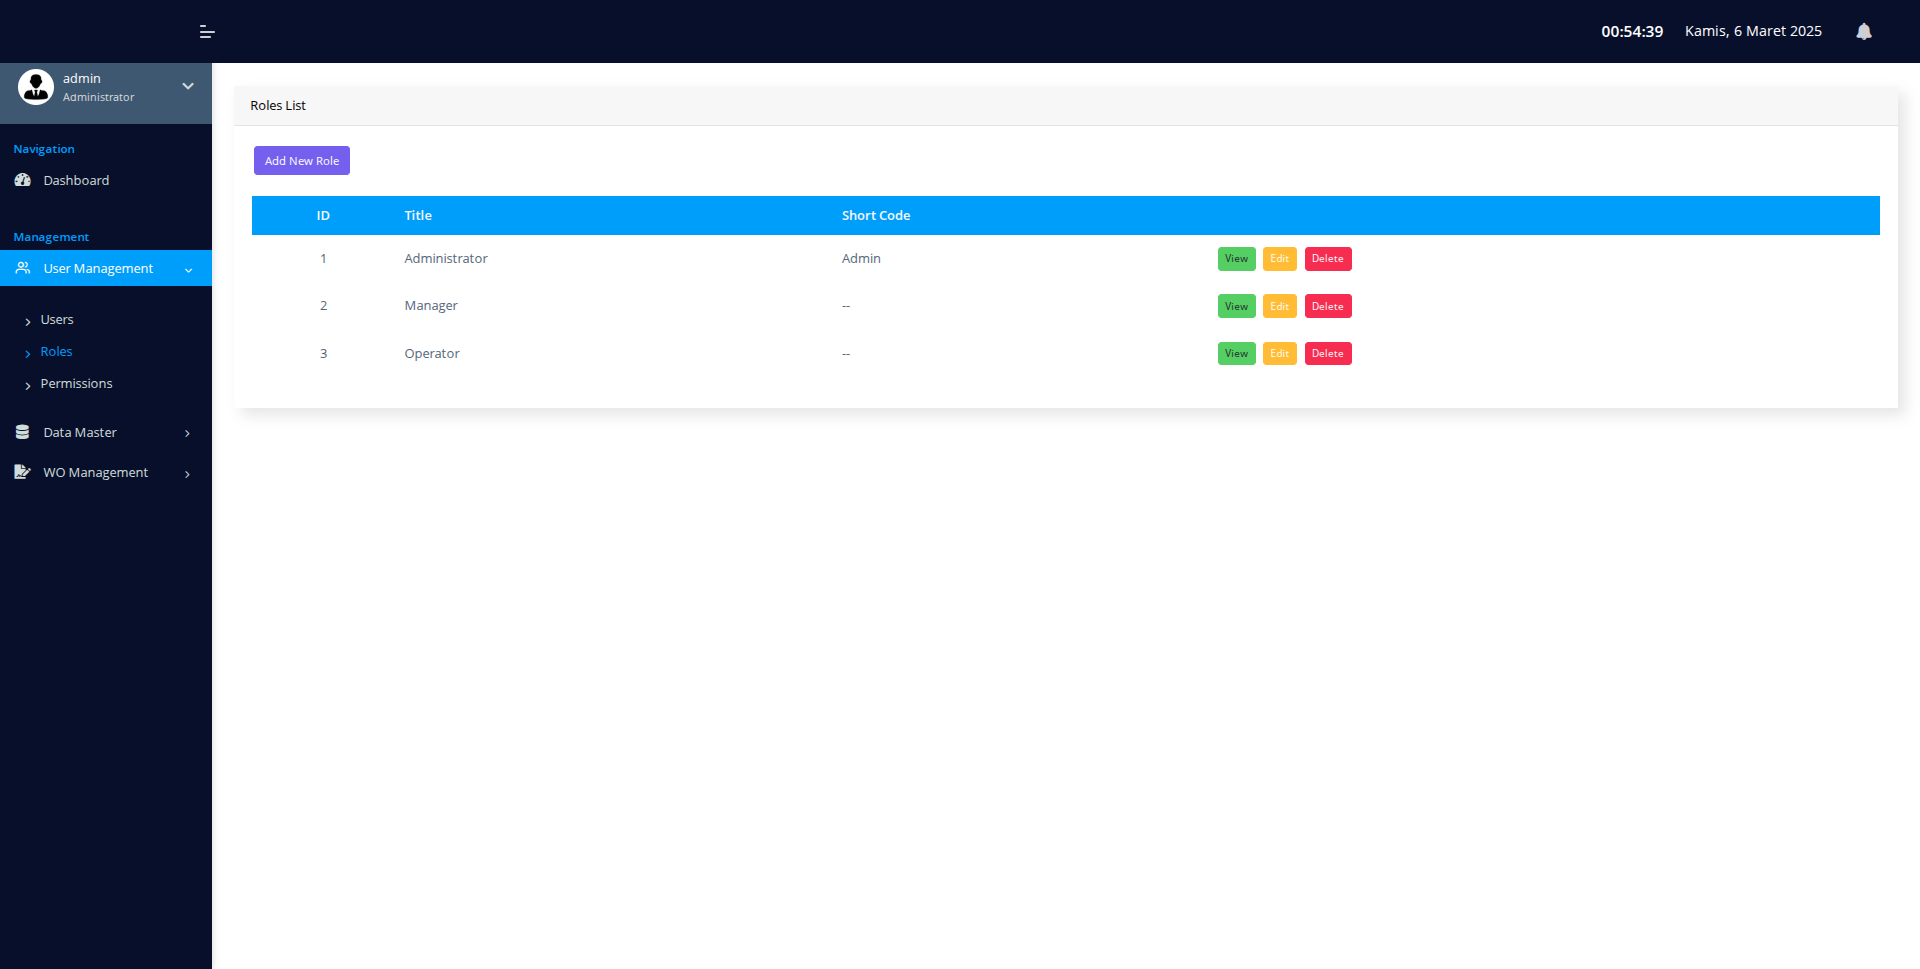 00:54:39 Kamis, 6 Maret 2025
admin
Administrator
Navigation
Dashboard
Management
User Management
Users
Roles
Permissions
Data Master
WO Management
Roles List
Add New Role
ID Title Short Code
1 Administrator Admin View Edit Delete
2 Manager -- View Edit Delete
3 Operator -- View Edit Delete